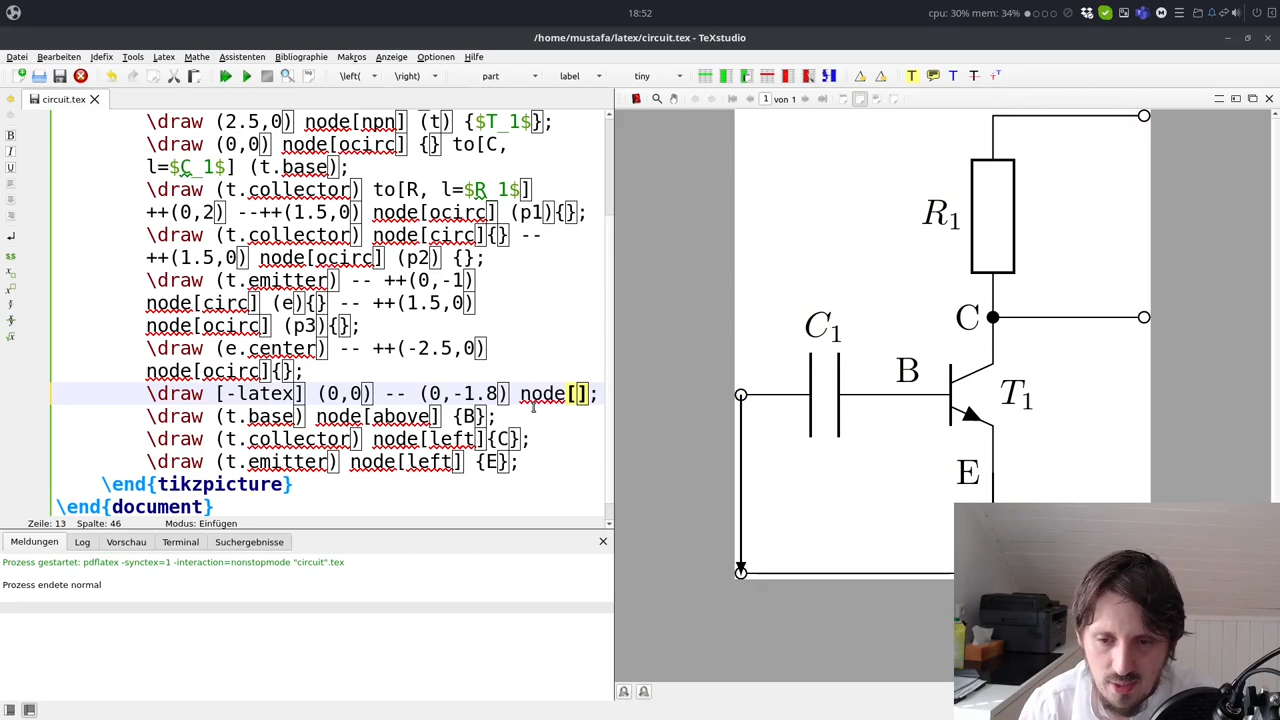 18:52
cpu: 30% mem: 34%
/home/mustafa/latex/circuit.tex - TeXstudio
Datei Bearbeiten Idefix Tools Latex Mathe Assistenten Bibliographie Makros Anzeige Optionen Hilfe
\left( \right) part label tiny
circuit.tex
1 von 1
\draw (2.5,0) node[npn] (t) {$T_1$};
\draw (0,0) node[ocirc] {} to[C,
l=$C_1$] (t.base);
\draw (t.collector) to[R, l=$R_1$]
++(0,2) --++(1.5,0) node[ocirc] (p1){};
\draw (t.collector) node[circ]{} --
++(1.5,0) node[ocirc] (p2) {};
\draw (t.emitter) -- ++(0,-1)
node[circ] (e){} -- ++(1.5,0)
node[ocirc] (p3){};
\draw (e.center) -- ++(-2.5,0)
node[ocirc]{};
\draw [-latex] (0,0) -- (0,-1.8) node[];
\draw (t.base) node[above] {B};
\draw (t.collector) node[left]{C};
\draw (t.emitter) node[left] {E};
\end{tikzpicture}
\end{document}
Zeile: 13 Spalte: 46 Modus: Einfügen
Meldungen Log Vorschau Terminal Suchergebnisse
Prozess gestartet: pdflatex -synctex=1 -interaction=nonstopmode "circuit".tex
Prozess endete normal
R1
C
C1
B
T1
E